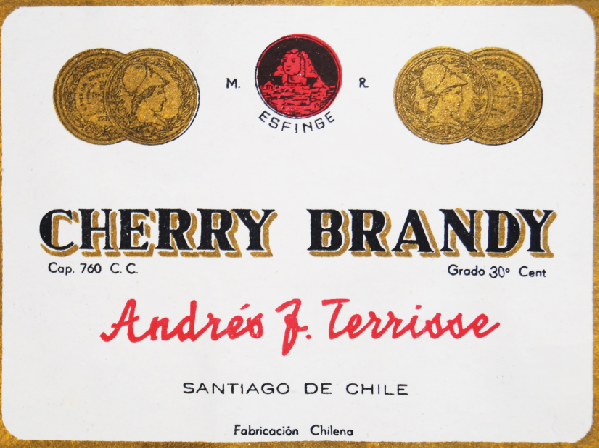 M. R.
ESFINGE
CHERRY BRANDY
Cap. 760 C.C. Grado 30° Cent
Andrés J. Terrisse
SANTIAGO DE CHILE
Fabricación Chilena